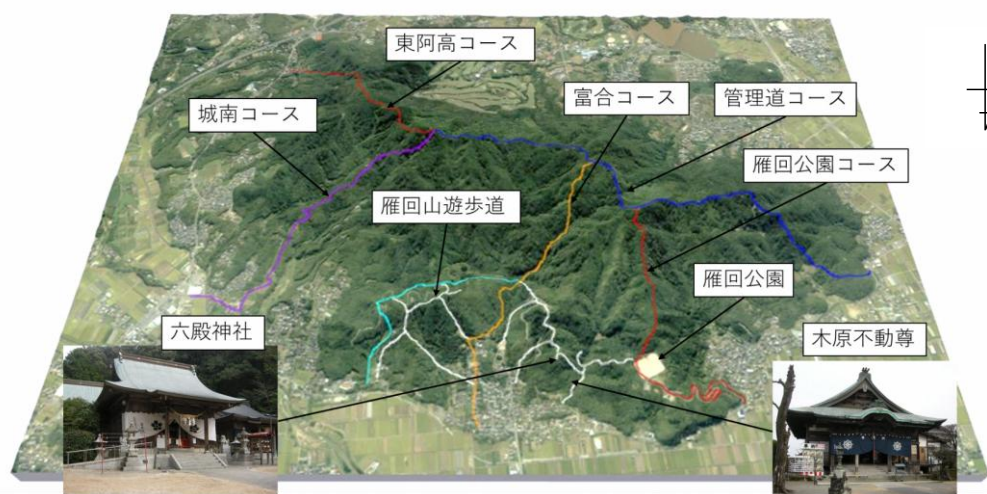 東阿高コース
城南コース
富合コース
管理道コース
雁回公園コース
雁回山遊歩道
雁回公園
六殿神社
木原不動尊